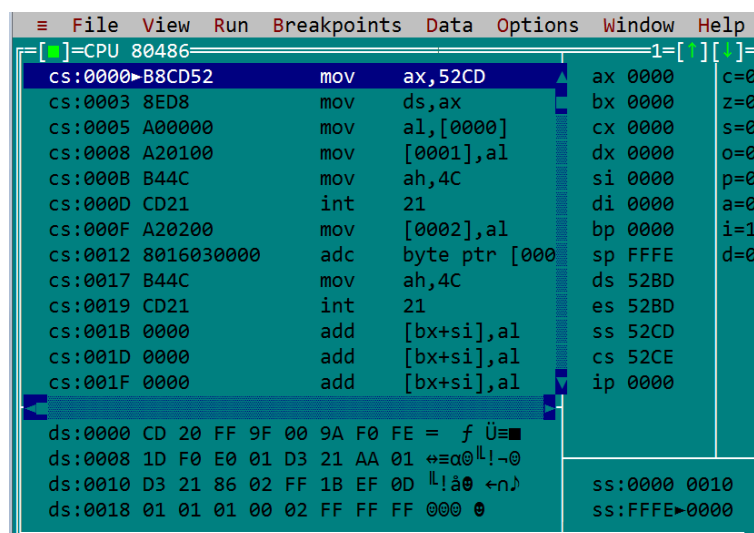 ≡ File View Run Breakpoints Data Options Window Help
=[■]=CPU 80486 1=[↑][↓]=
cs:0000►B8CD52 mov ax,52CD ax 0000 c=0
cs:0003 8ED8 mov ds,ax bx 0000 z=0
cs:0005 A00000 mov al,[0000] cx 0000 s=0
cs:0008 A20100 mov [0001],al dx 0000 o=0
cs:000B B44C mov ah,4C si 0000 p=0
cs:000D CD21 int 21 di 0000 a=0
cs:000F A20200 mov [0002],al bp 0000 i=1
cs:0012 8016030000 adc byte ptr [000 sp FFFE d=0
cs:0017 B44C mov ah,4C ds 52BD
cs:0019 CD21 int 21 es 52BD
cs:001B 0000 add [bx+si],al ss 52CD
cs:001D 0000 add [bx+si],al cs 52CE
cs:001F 0000 add [bx+si],al ip 0000
ds:0000 CD 20 FF 9F 00 9A F0 FE = ƒ Ü≡■
ds:0008 1D F0 E0 01 D3 21 AA 01 ↔≡α☺╙!¬☺
ds:0010 D3 21 86 02 FF 1B EF 0D ╙!å☻ ←∩♪ ss:0000 0010
ds:0018 01 01 01 00 02 FF FF FF ☺☺☺ ☻ ss:FFFE►0000